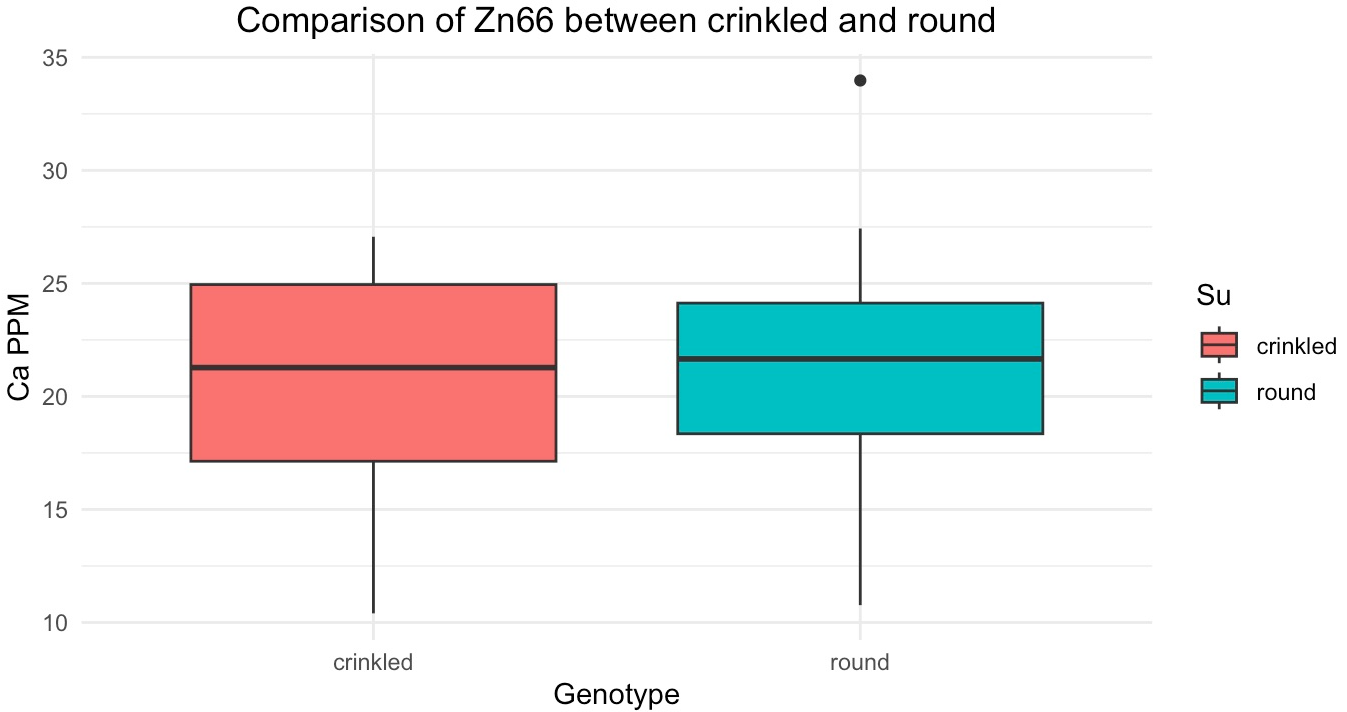 Comparison of Zn66 between crinkled and round
35
30
25
20
15
10
Ca PPM
crinkled
round
Genotype
Su
crinkled
round